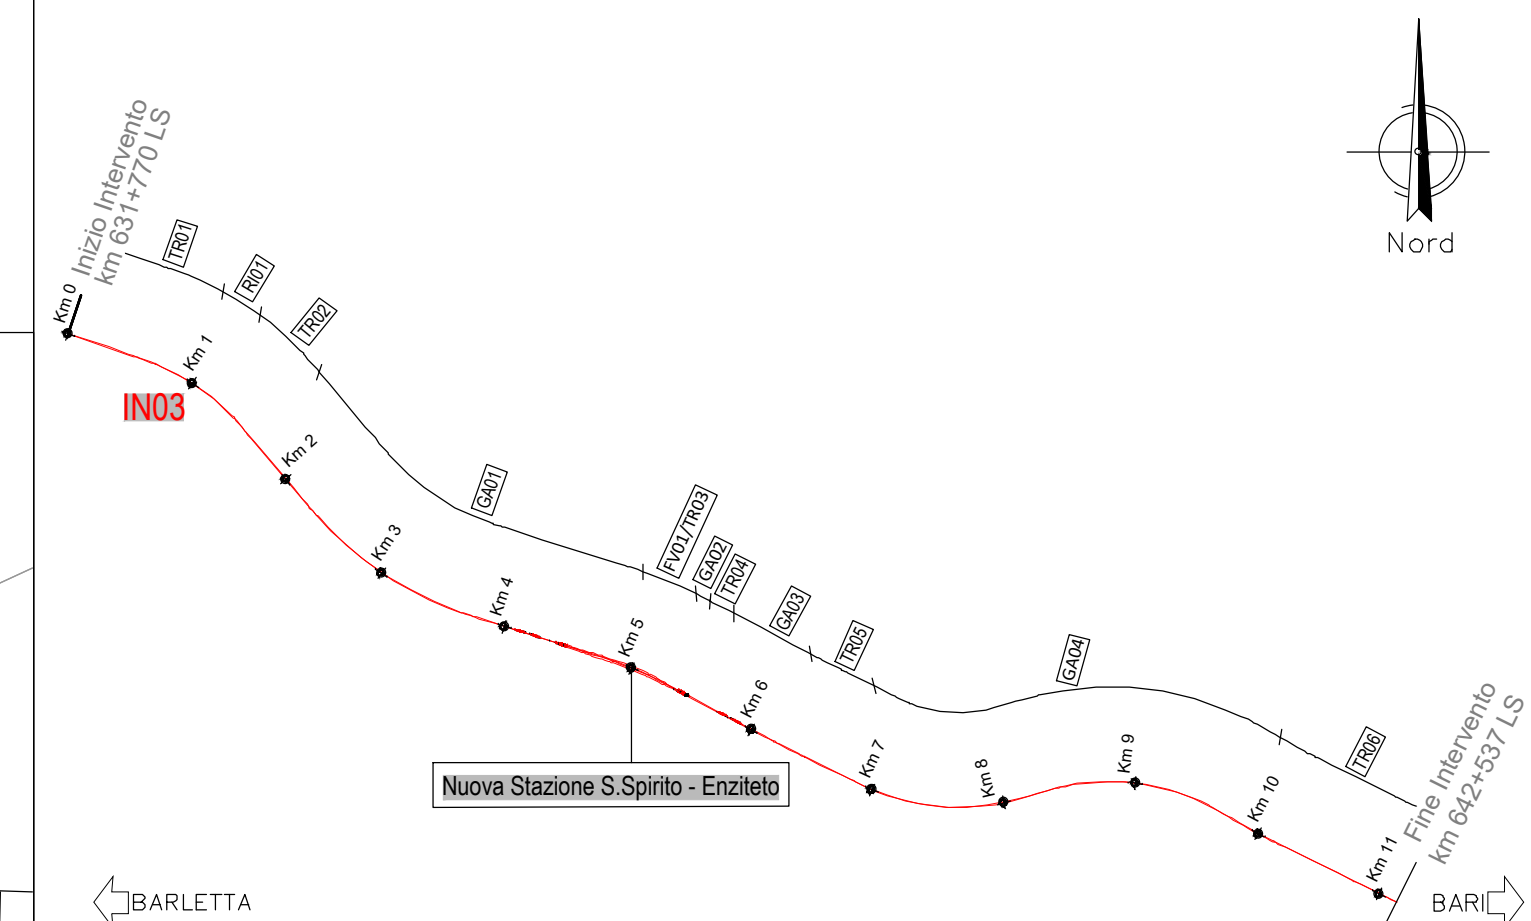 Inizio Intervento
km 631+770 LS
Nord
TR01
RI01
TR02
Km 0
Km 1
IN03
Km 2
GA01
Km 3
FV01/TR03
GA02
TR04
GA03
TR05
GA04
TR06
Km 4
Km 5
Km 6
Km 7
Km 8
Km 9
Km 10
Km 11
Nuova Stazione S.Spirito - Enziteto
Fine Intervento
km 642+537 LS
BARLETTA
BARI